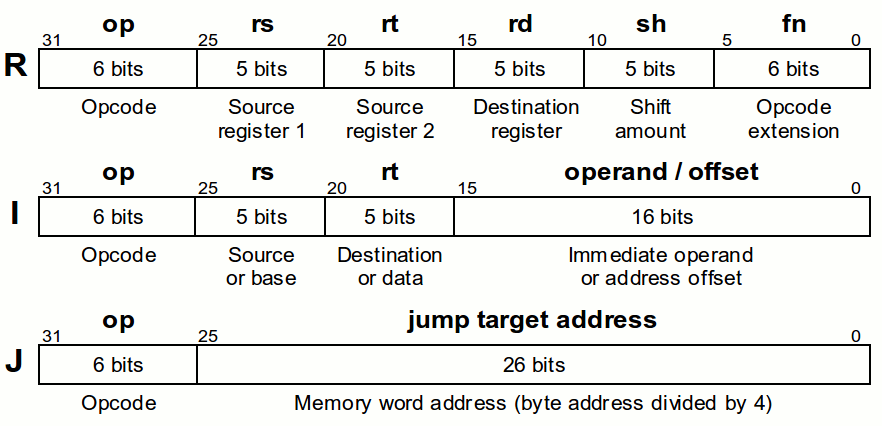 op rs rt rd sh fn
31 25 20 15 10 5 0
R 6 bits 5 bits 5 bits 5 bits 5 bits 6 bits
Opcode Source Source Destination Shift Opcode
register 1 register 2 register amount extension
op rs rt operand / offset
31 25 20 15 0
I 6 bits 5 bits 5 bits 16 bits
Opcode Source Destination Immediate operand
or base or data or address offset
op jump target address
31 25 0
J 6 bits 26 bits
Opcode Memory word address (byte address divided by 4)